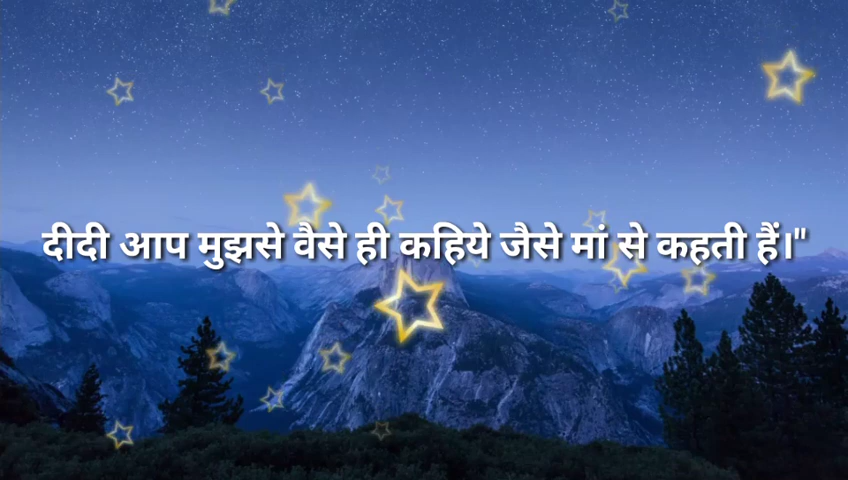 दीदी आप मुझसे वैसे ही कहिये जैसे मां से कहती हैं।"